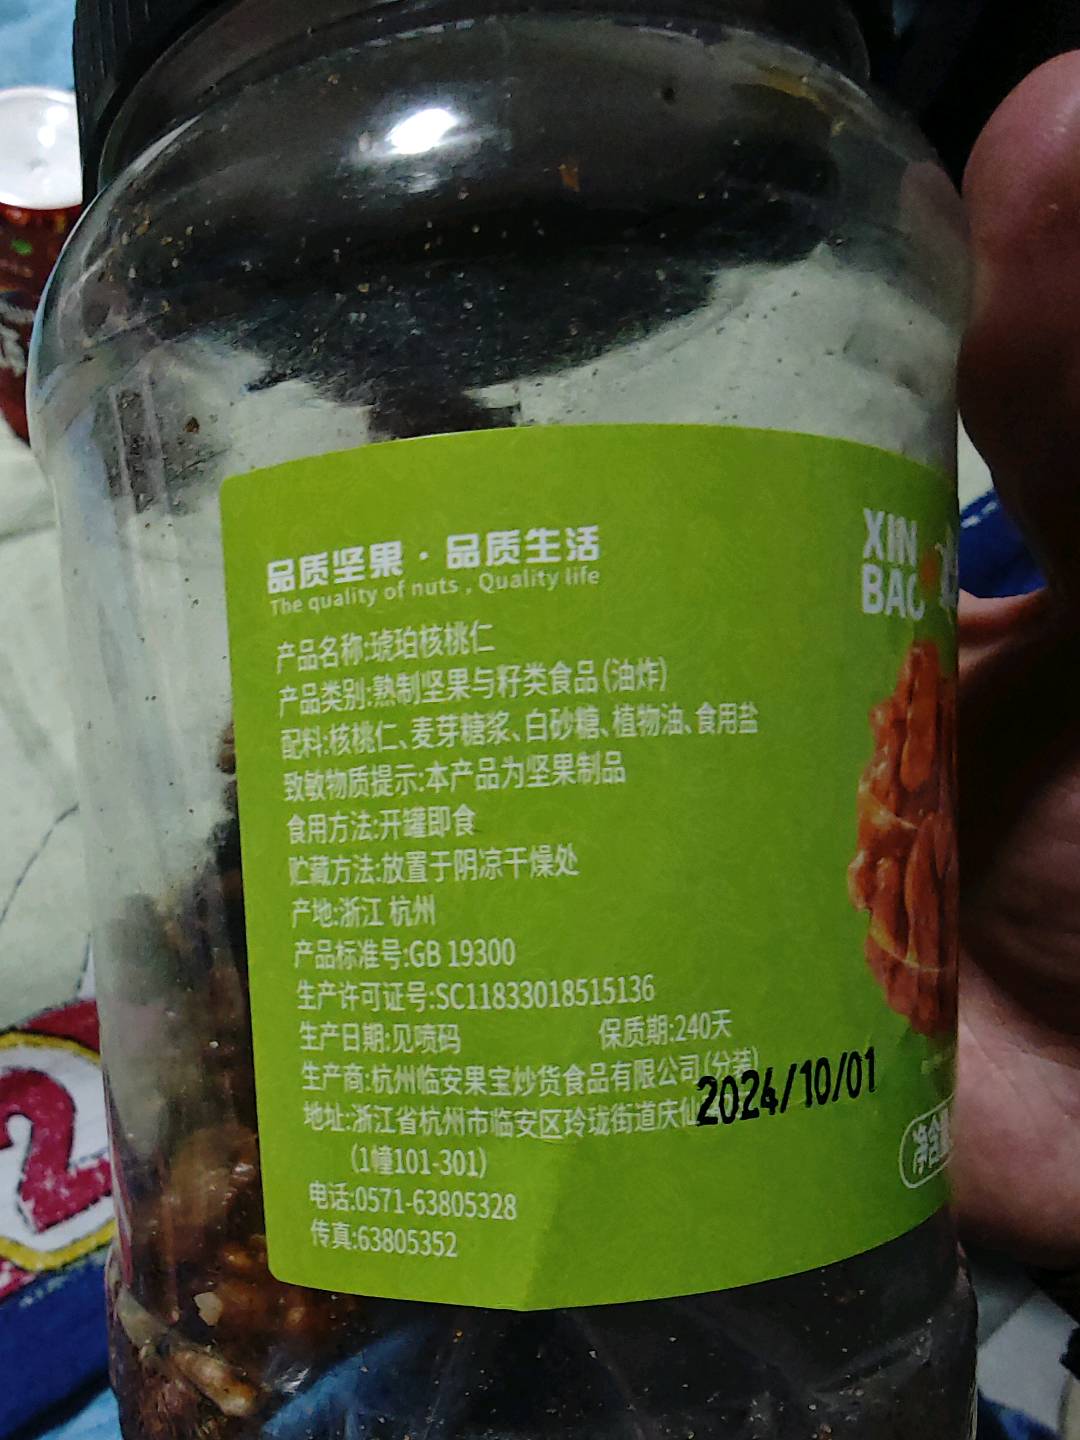 品质坚果·品质生活
The quality of nuts , Quality life
产品名称:琥珀核桃仁
产品类别:熟制坚果与籽类食品(油炸)
配料:核桃仁、麦芽糖浆、白砂糖、植物油、食用盐
致敏物质提示:本产品为坚果制品
食用方法:开罐即食
贮藏方法:放置于阴凉干燥处
产地:浙江 杭州
产品标准号:GB 19300
生产许可证号:SC11833018515136
生产日期:见喷码 保质期:240天
生产商:杭州临安果宝炒货食品有限公司(分装)
地址:浙江省杭州市临安区玲珑街道庆仙
2024/10/01
(1幢101-301)
电话:0571-63805328
传真:63805352
XIN
BAO
净含量
2